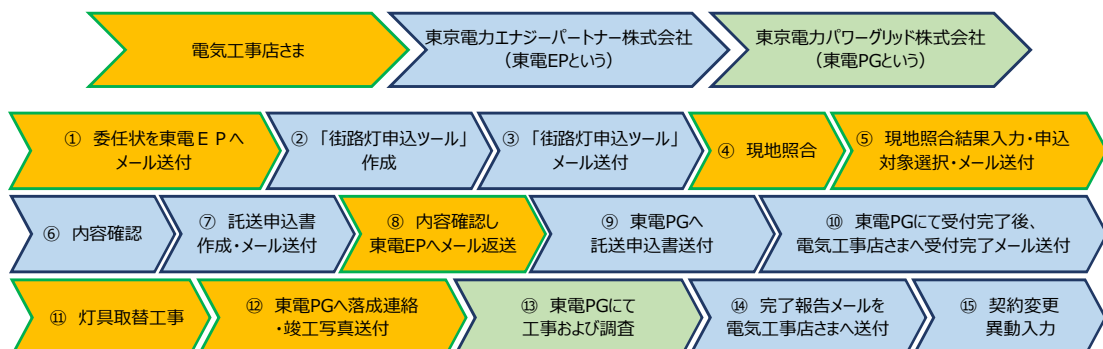 電気工事店さま
東京電力エナジーパートナー株式会社
（東電EPという）
東京電力パワーグリッド株式会社
（東電PGという）
① 委任状を東電ＥＰへ
メール送付
② 「街路灯申込ツール」
作成
③ 「街路灯申込ツール」
メール送付
④ 現地照合
⑤ 現地照合結果入力・申込
対象選択・メール送付
⑥ 内容確認
⑦ 託送申込書
作成・メール送付
⑧ 内容確認し
東電EPへメール返送
⑨ 東電PGへ
託送申込書送付
⑩ 東電PGにて受付完了後、
電気工事店さまへ受付完了メール送付
⑪ 灯具取替工事
⑫ 東電PGへ落成連絡
・竣工写真送付
⑬ 東電PGにて
工事および調査
⑭ 完了報告メールを
電気工事店さまへ送付
⑮ 契約変更
異動入力